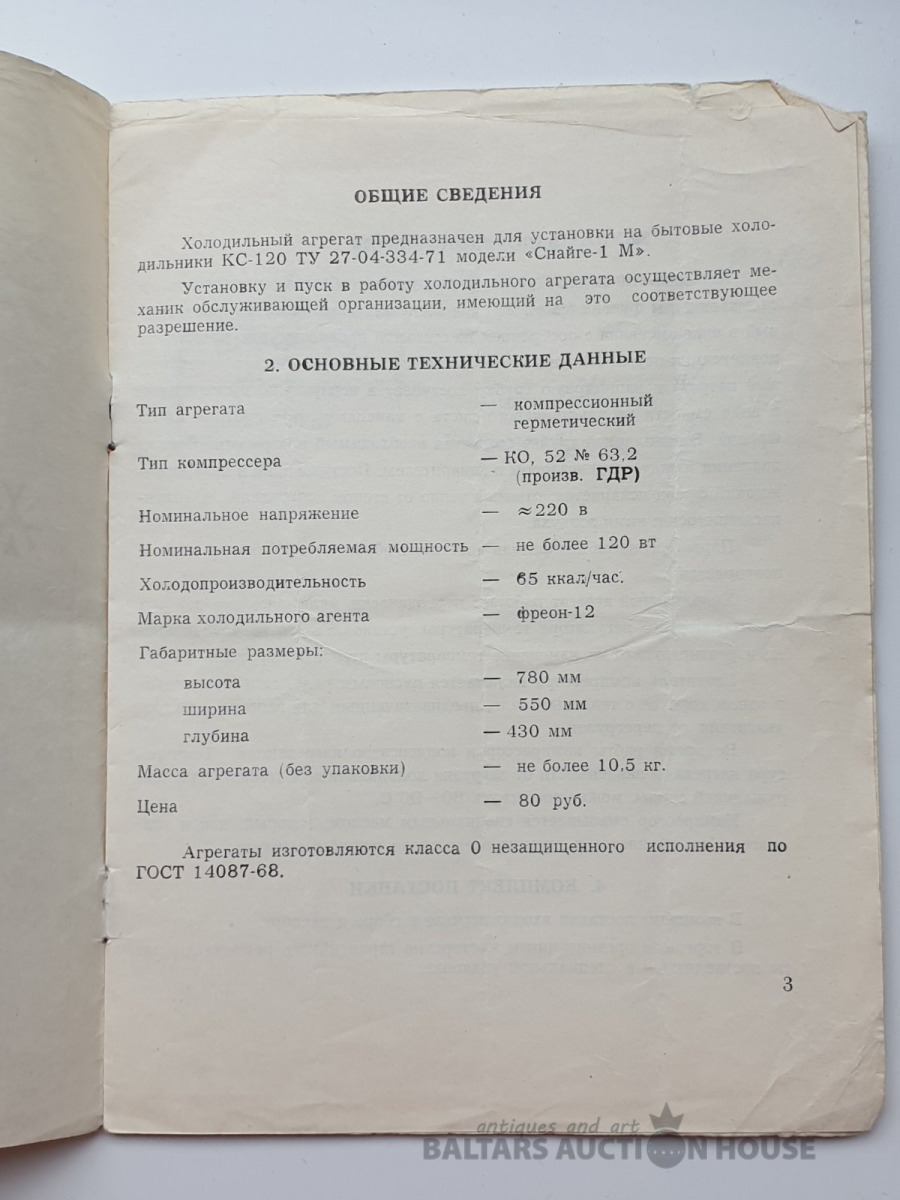 ОБЩИЕ СВЕДЕНИЯ
Холодильный агрегат предназначен для установки на бытовые холо-
дильники КС-120 ТУ 27-04-334-71 модели «Снайге-1 М».
Установку и пуск в работу холодильного агрегата осуществляет ме-
ханик обслуживающей организации, имеющий на это соответствующее
разрешение.
2. ОСНОВНЫЕ ТЕХНИЧЕСКИЕ ДАННЫЕ
Тип агрегата — компрессионный
герметический
Тип компрессера — КО, 52 № 63,2
(произв. ГДР)
Номинальное напряжение — ≈220 в
Номинальная потребляемая мощность — не более 120 вт
Холодопроизводительность — 65 ккал/час.
Марка холодильного агента — фреон-12
Габаритные размеры:
высота — 780 мм
ширина — 550 мм
глубина — 430 мм
Масса агрегата (без упаковки) — не более 10,5 кг.
Цена — 80 руб.
Агрегаты изготовляются класса 0 незащищенного исполнения по
ГОСТ 14087-68.
3
antiques and art
BALTARS AUCTION HOUSE